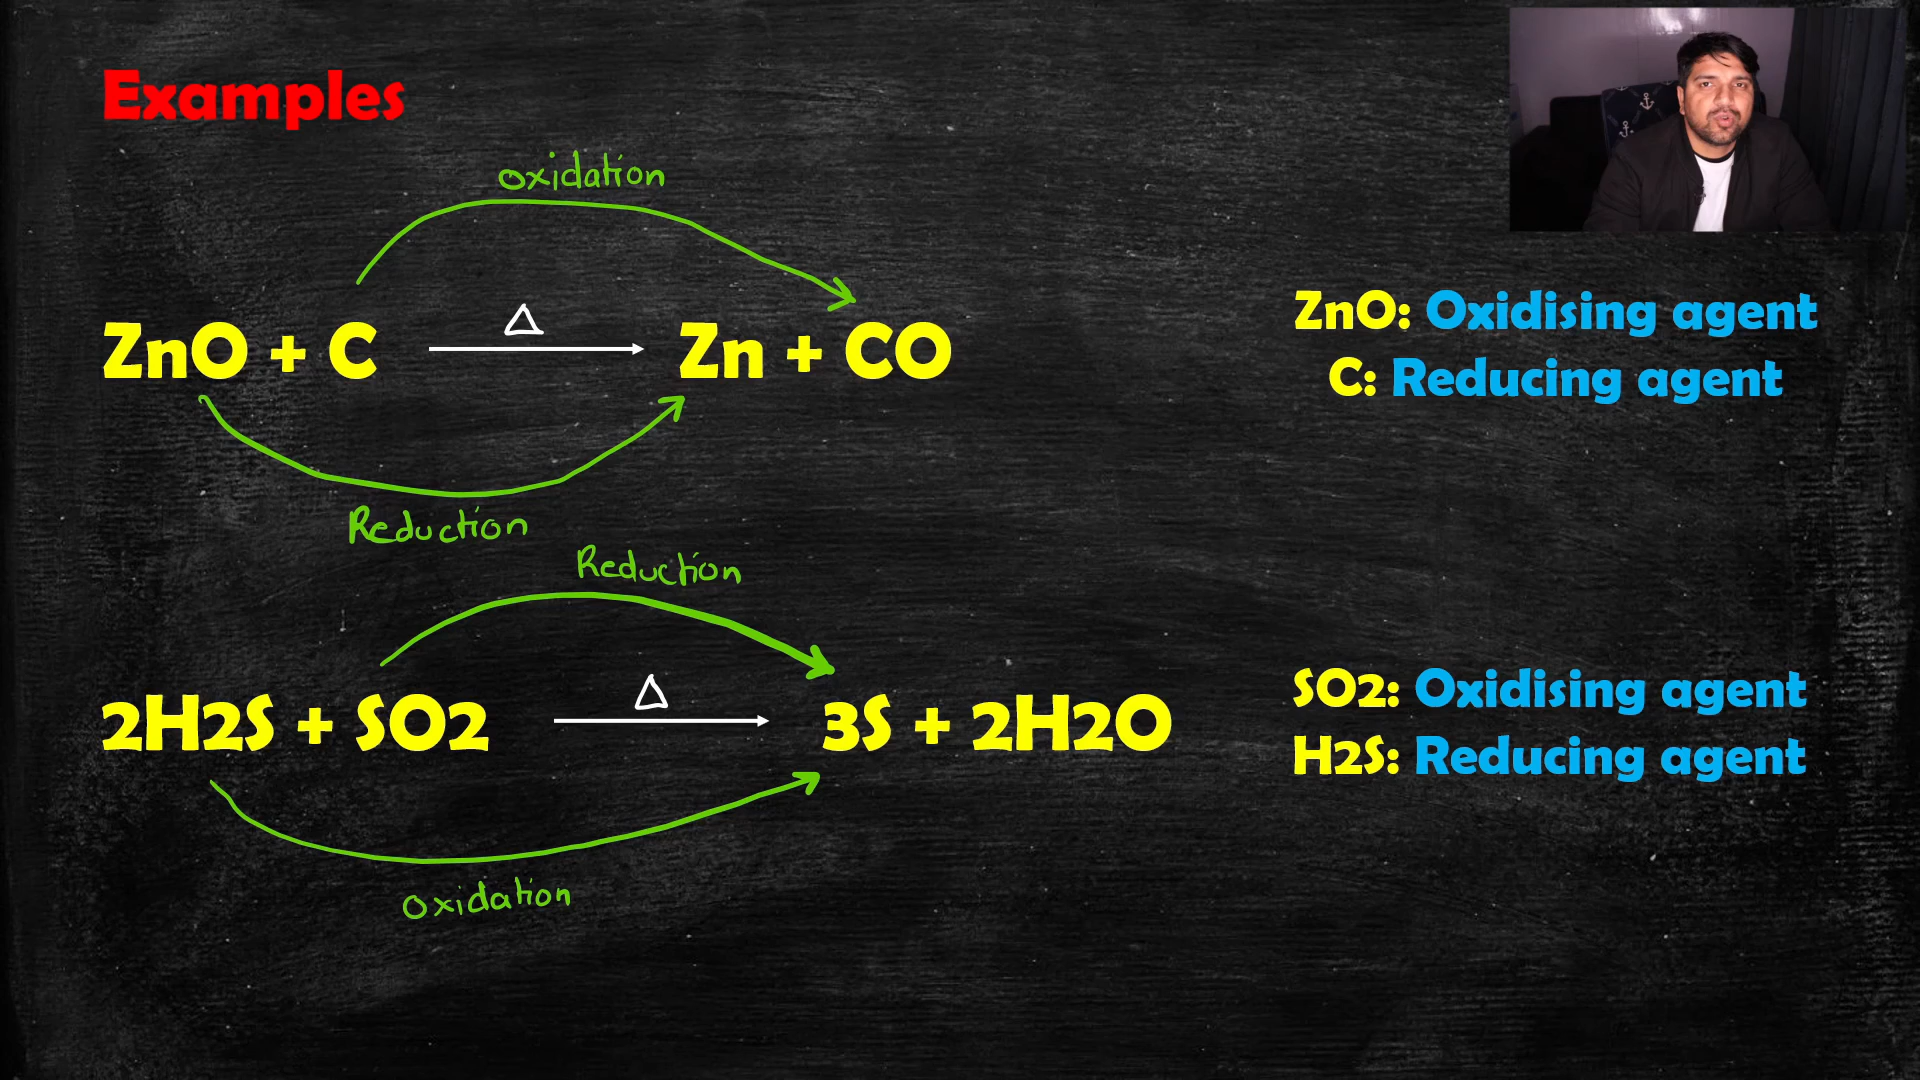 Examples
oxidation
ZnO + C △ Zn + CO
Reduction
ZnO: Oxidising agent
C: Reducing agent
Reduction
2H2S + SO2 △ 3S + 2H2O
oxidation
SO2: Oxidising agent
H2S: Reducing agent